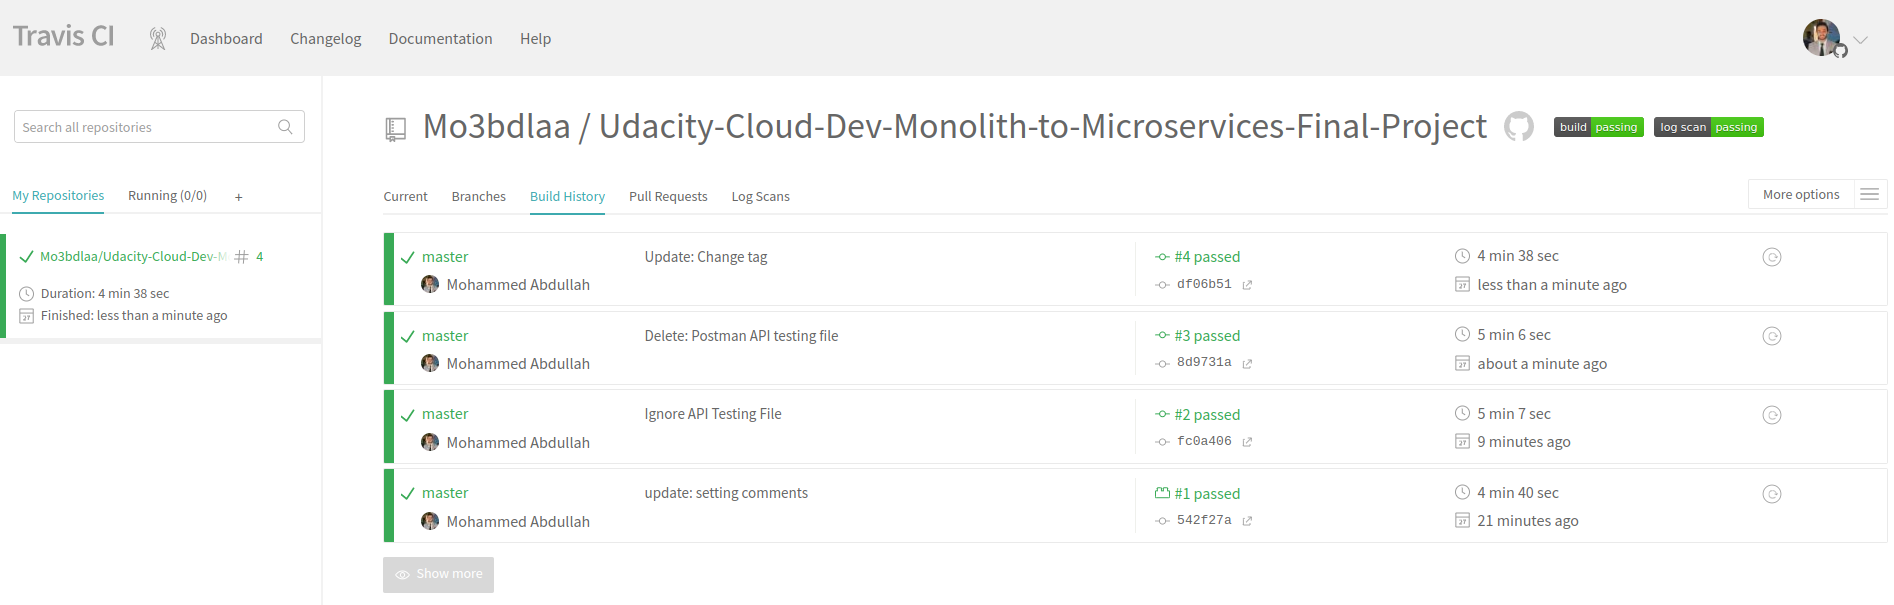 Travis CI
Dashboard Changelog Documentation Help
Search all repositories
My Repositories Running (0/0) +
Mo3bdlaa/Udacity-Cloud-Dev-M # 4
Duration: 4 min 38 sec
Finished: less than a minute ago
Mo3bdlaa / Udacity-Cloud-Dev-Monolith-to-Microservices-Final-Project build passing log scan passing
Current Branches Build History Pull Requests Log Scans More options
master Update: Change tag #4 passed 4 min 38 sec
Mohammed Abdullah df06b51 less than a minute ago
master Delete: Postman API testing file #3 passed 5 min 6 sec
Mohammed Abdullah 8d9731a about a minute ago
master Ignore API Testing File #2 passed 5 min 7 sec
Mohammed Abdullah fc0a406 9 minutes ago
master update: setting comments #1 passed 4 min 40 sec
Mohammed Abdullah 542f27a 21 minutes ago
Show more